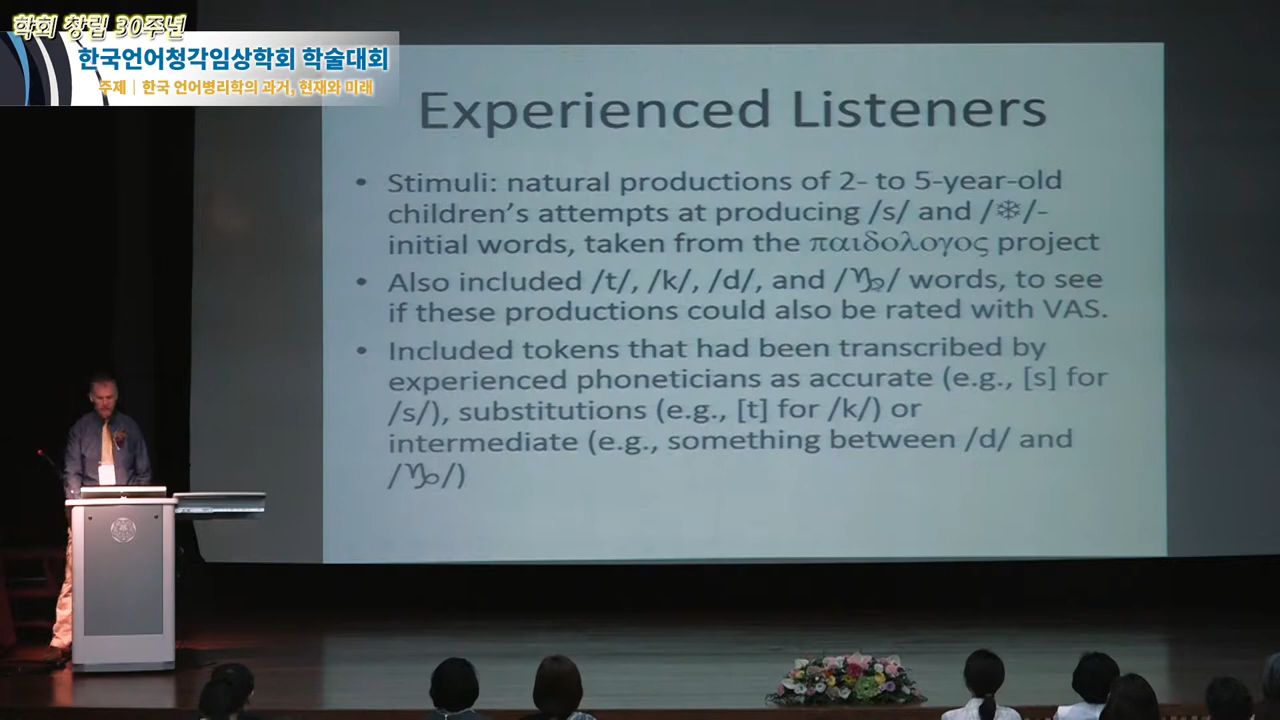 학회 창립 30주년
한국언어청각임상학회 학술대회
주제 | 한국 언어병리학의 과거, 현재와 미래
Experienced Listeners
• Stimuli: natural productions of 2- to 5-year-old
children’s attempts at producing /s/ and /❄/-
initial words, taken from the παιδολογος project
• Also included /t/, /k/, /d/, and /♑/ words, to see
if these productions could also be rated with VAS.
• Included tokens that had been transcribed by
experienced phoneticians as accurate (e.g., [s] for
/s/), substitutions (e.g., [t] for /k/) or
intermediate (e.g., something between /d/ and
/♑/)